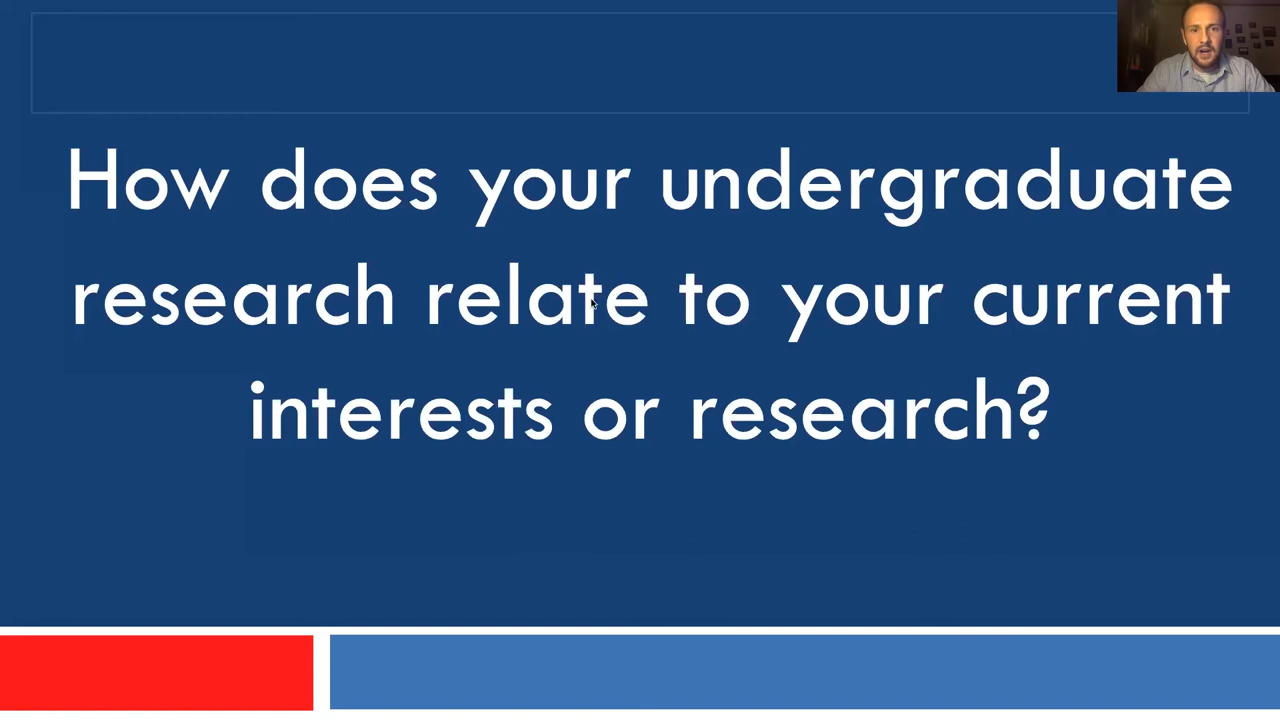 How does your undergraduate
research relate to your current
interests or research?